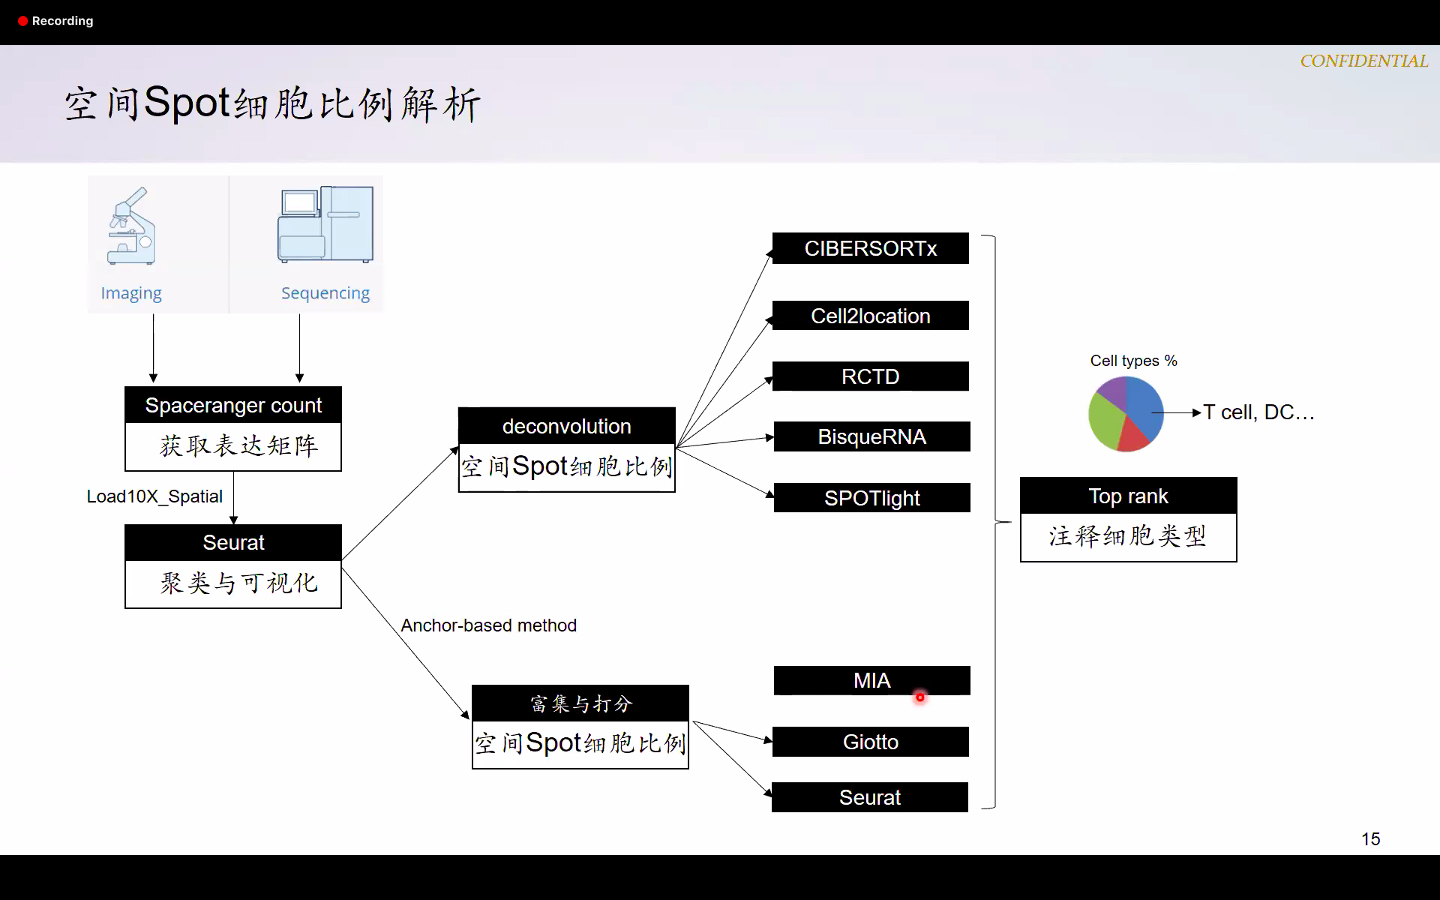 Recording
CONFIDENTIAL
空间Spot细胞比例解析
Imaging
Sequencing
Spaceranger count
获取表达矩阵
Load10X_Spatial
Seurat
聚类与可视化
deconvolution
空间Spot细胞比例
Anchor-based method
富集与打分
空间Spot细胞比例
CIBERSORTx
Cell2location
RCTD
BisqueRNA
SPOTlight
MIA
Giotto
Seurat
Cell types %
T cell, DC...
Top rank
注释细胞类型
15